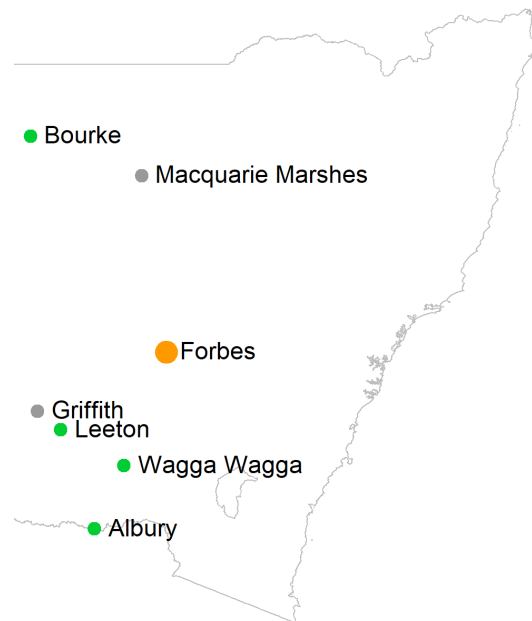 Bourke
Macquarie Marshes
Forbes
Griffith
Leeton
Wagga Wagga
Albury